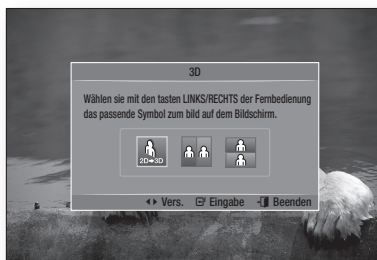 3D
Wählen sie mit den tasten LINKS/RECHTS der Fernbedienung
das passende Symbol zum bild auf dem Bildschirm.
2D➔3D
Vers. Eingabe Beenden